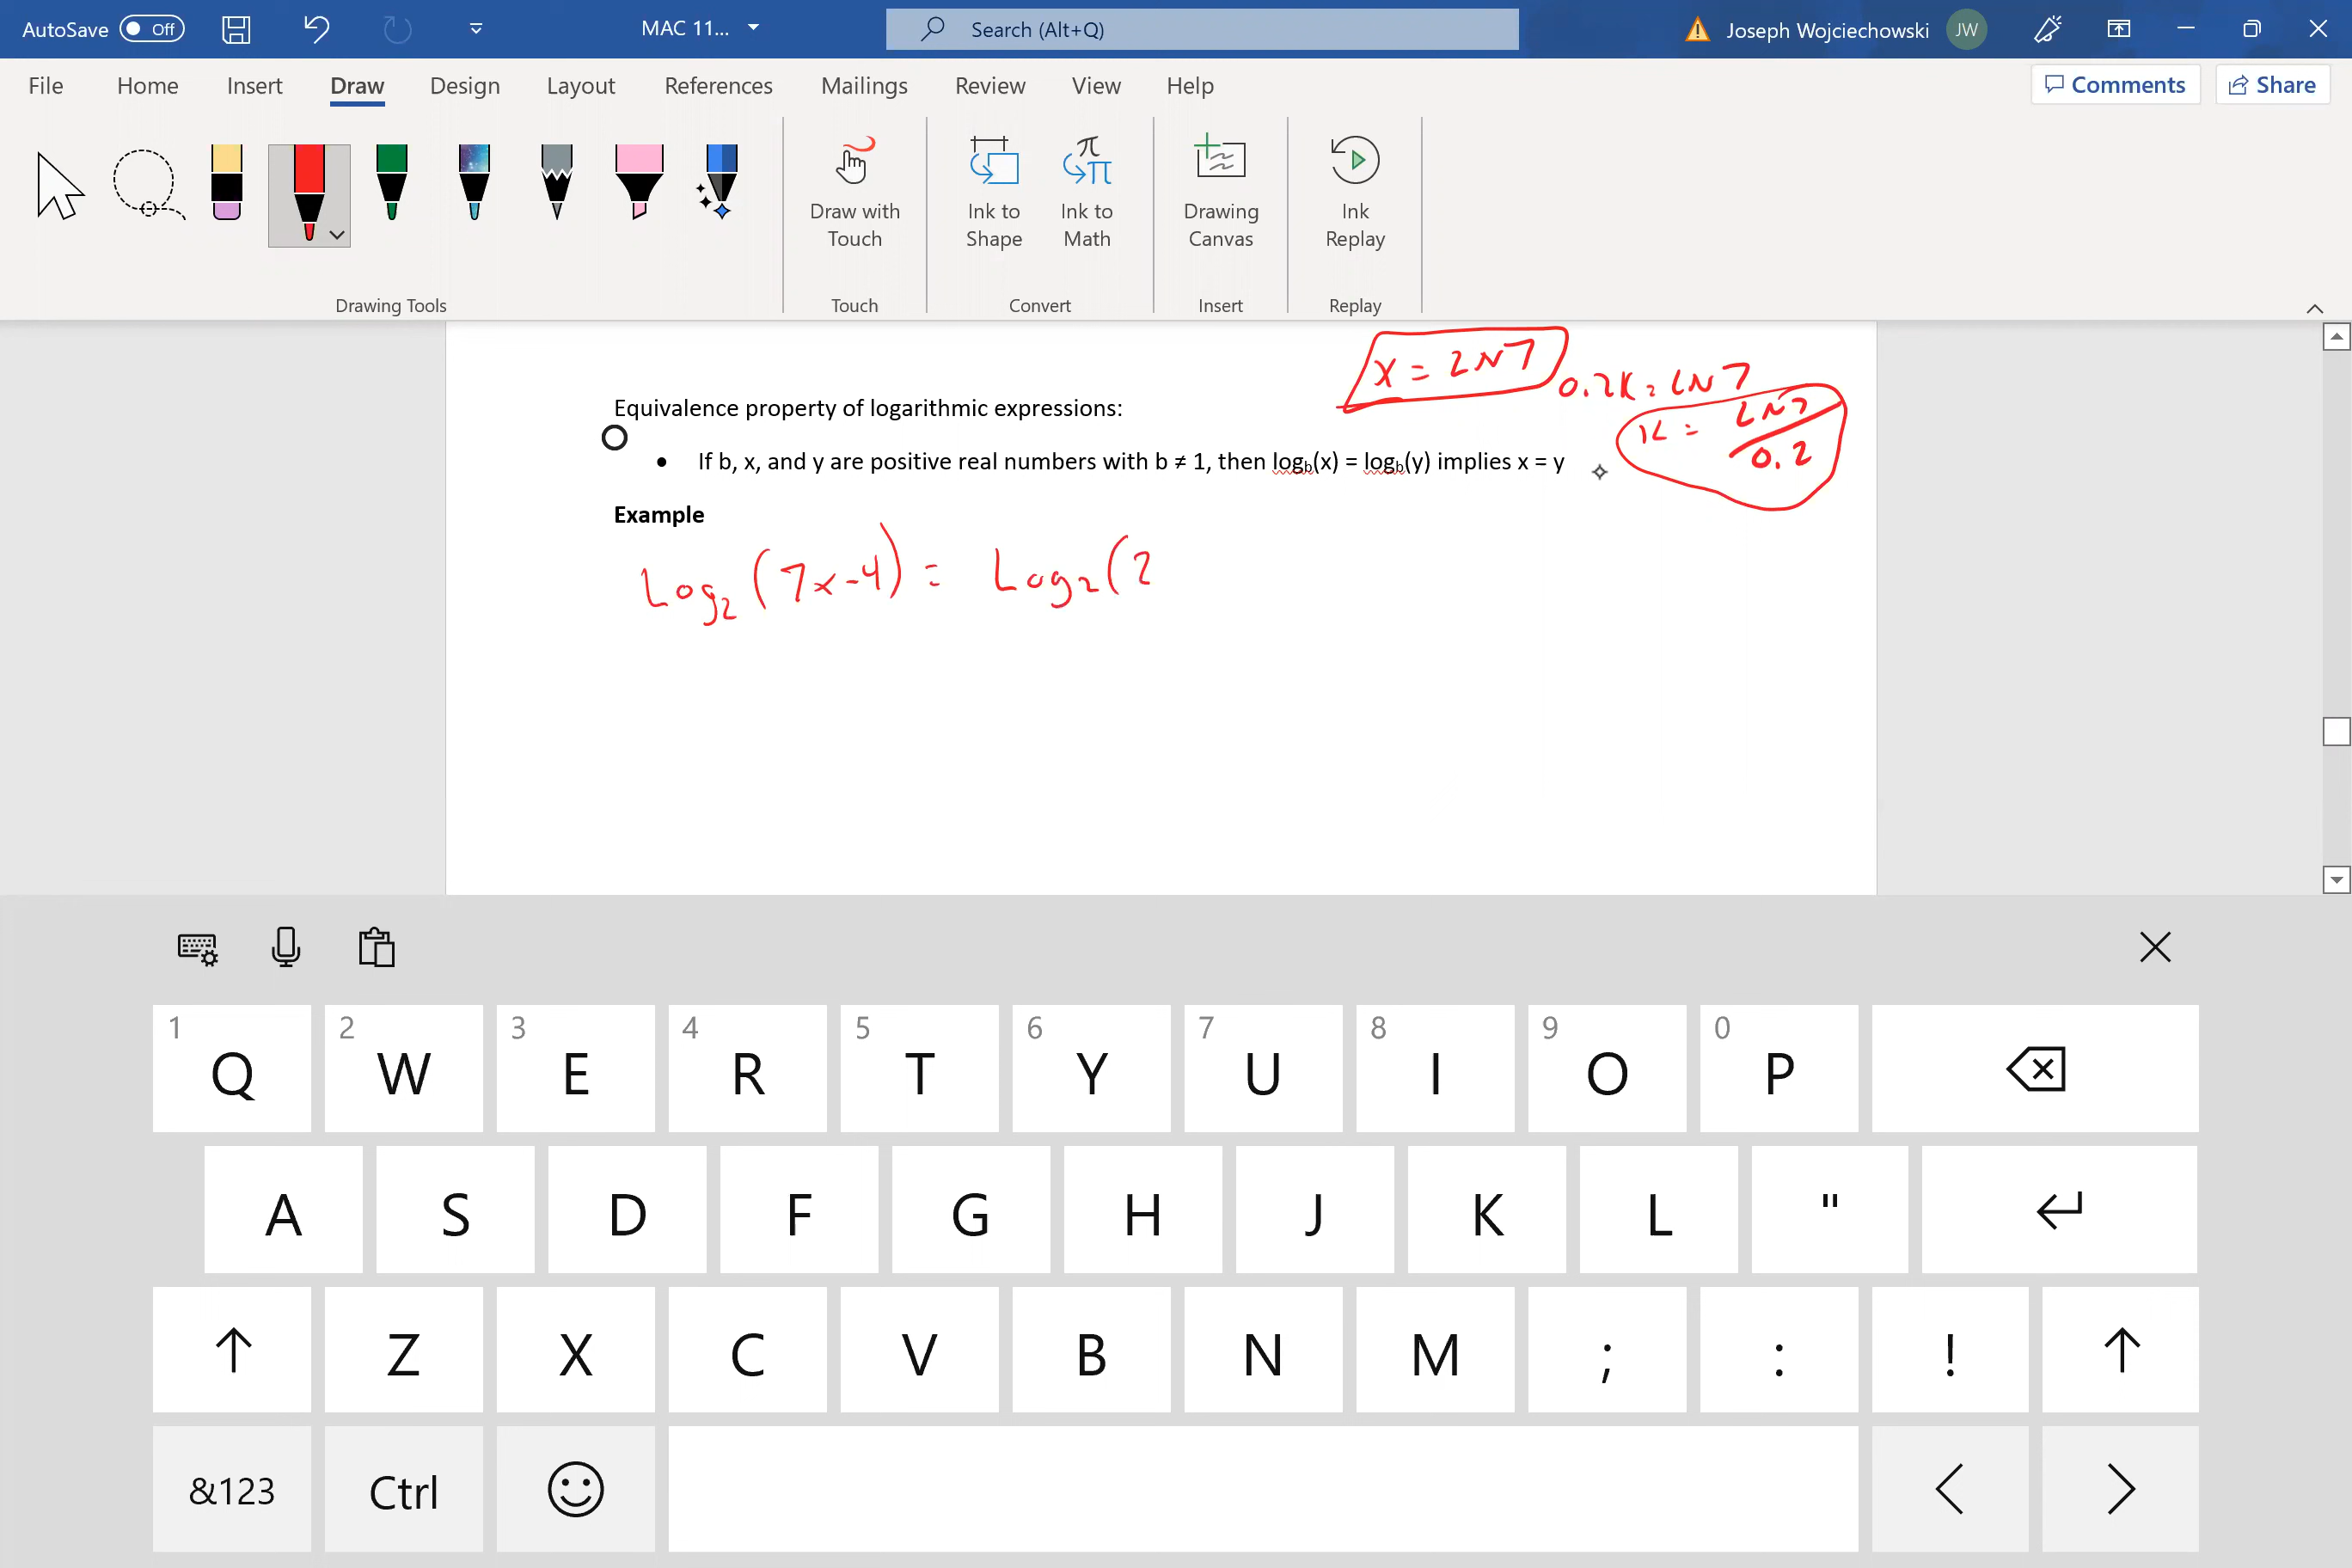 AutoSave Off MAC 11... Search (Alt+Q) Joseph Wojciechowski JW
File Home Insert Draw Design Layout References Mailings Review View Help Comments Share
Draw with Touch
Ink to Shape
Ink to Math
Drawing Canvas
Ink Replay
Drawing Tools Touch Convert Insert Replay
x = LN7
0.2K = LN7
K = LN7 / 0.2
Equivalence property of logarithmic expressions:
• If b, x, and y are positive real numbers with b ≠ 1, then logb(x) = logb(y) implies x = y
Example
Log2 (7x-4) = Log2(2
1 Q 2 W 3 E 4 R 5 T 6 Y 7 U 8 I 9 O 0 P
A S D F G H J K L "
Z X C V B N M ; : !
&123 Ctrl